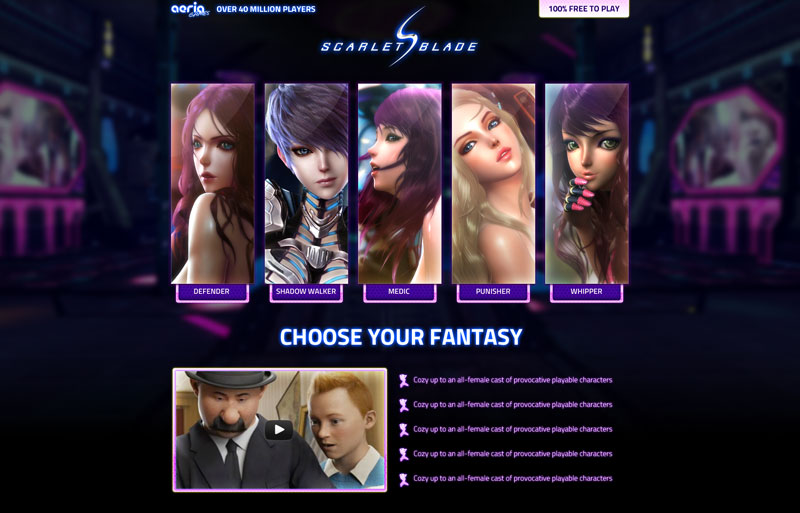 aeria GAMES OVER 40 MILLION PLAYERS
100% FREE TO PLAY
SCARLET BLADE
DEFENDER
SHADOW WALKER
MEDIC
PUNISHER
WHIPPER
CHOOSE YOUR FANTASY
Cozy up to an all-female cast of provocative playable characters
Cozy up to an all-female cast of provocative playable characters
Cozy up to an all-female cast of provocative playable characters
Cozy up to an all-female cast of provocative playable characters
Cozy up to an all-female cast of provocative playable characters